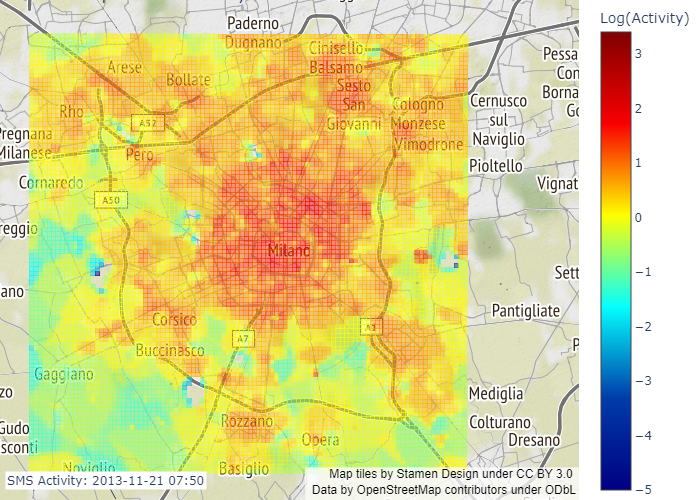 Log(Activity)
3
2
1
0
−1
−2
−3
−4
−5
Paderno
Dugnano
Cinisello
Balsamo
Arese
Bollate
Sesto
San
Giovanni
Cologno
Monzese
Vimodrone
Cernusco
sul
Naviglio
Pessa
Con
Borna
Go
Rho
A52
Pregnana
Milanese
Pero
Pioltello
Cornaredo
Vignat
A50
reggio
Milano
Sett
ano
Pantigliate
Corsico
A7
A1
P
Buccinasco
Gaggiano
zo
Mediglia
Rozzano
Colturano
Gudo
sconti
Opera
Dresano
Noviglio
Basiglio
SMS Activity: 2013-11-21 07:50
Map tiles by Stamen Design under CC BY 3.0
Data by OpenStreetMap contributors under ODbL